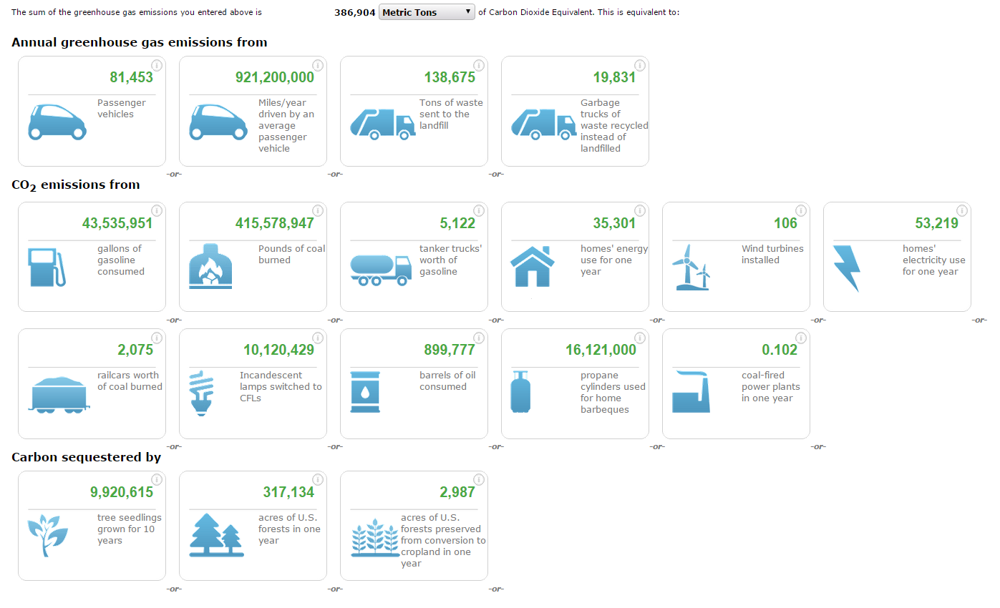 The sum of the greenhouse gas emissions you entered above is 386,904 Metric Tons of Carbon Dioxide Equivalent. This is equivalent to:
Annual greenhouse gas emissions from
81,453
Passenger
vehicles
-or-
921,200,000
Miles/year
driven by an
average
passenger
vehicle
-or-
138,675
Tons of waste
sent to the
landfill
-or-
19,831
Garbage
trucks of
waste recycled
instead of
landfilled
CO2 emissions from
43,535,951
gallons of
gasoline
consumed
-or-
415,578,947
Pounds of coal
burned
-or-
5,122
tanker trucks'
worth of
gasoline
-or-
35,301
homes' energy
use for one
year
-or-
106
Wind turbines
installed
-or-
53,219
homes'
electricity use
for one year
-or-
2,075
railcars worth
of coal burned
-or-
10,120,429
Incandescent
lamps switched to
CFLs
-or-
899,777
barrels of oil
consumed
-or-
16,121,000
propane
cylinders used
for home
barbeques
-or-
0.102
coal-fired
power plants
in one year
-or-
Carbon sequestered by
9,920,615
tree seedlings
grown for 10
years
-or-
317,134
acres of U.S.
forests in one
year
-or-
2,987
acres of U.S.
forests preserved
from conversion to
cropland in one
year
-or-